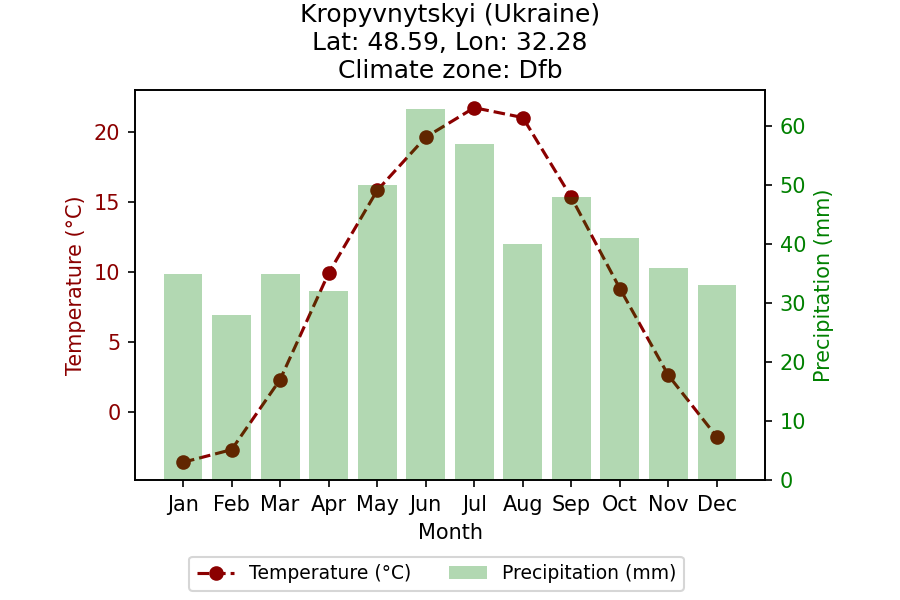 Kropyvnytskyi (Ukraine)
Lat: 48.59, Lon: 32.28
Climate zone: Dfb
Temperature (°C)
20
15
10
5
0
60
50
40
30
20
10
0
Precipitation (mm)
Jan Feb Mar Apr May Jun Jul Aug Sep Oct Nov Dec
Month
Temperature (°C) Precipitation (mm)